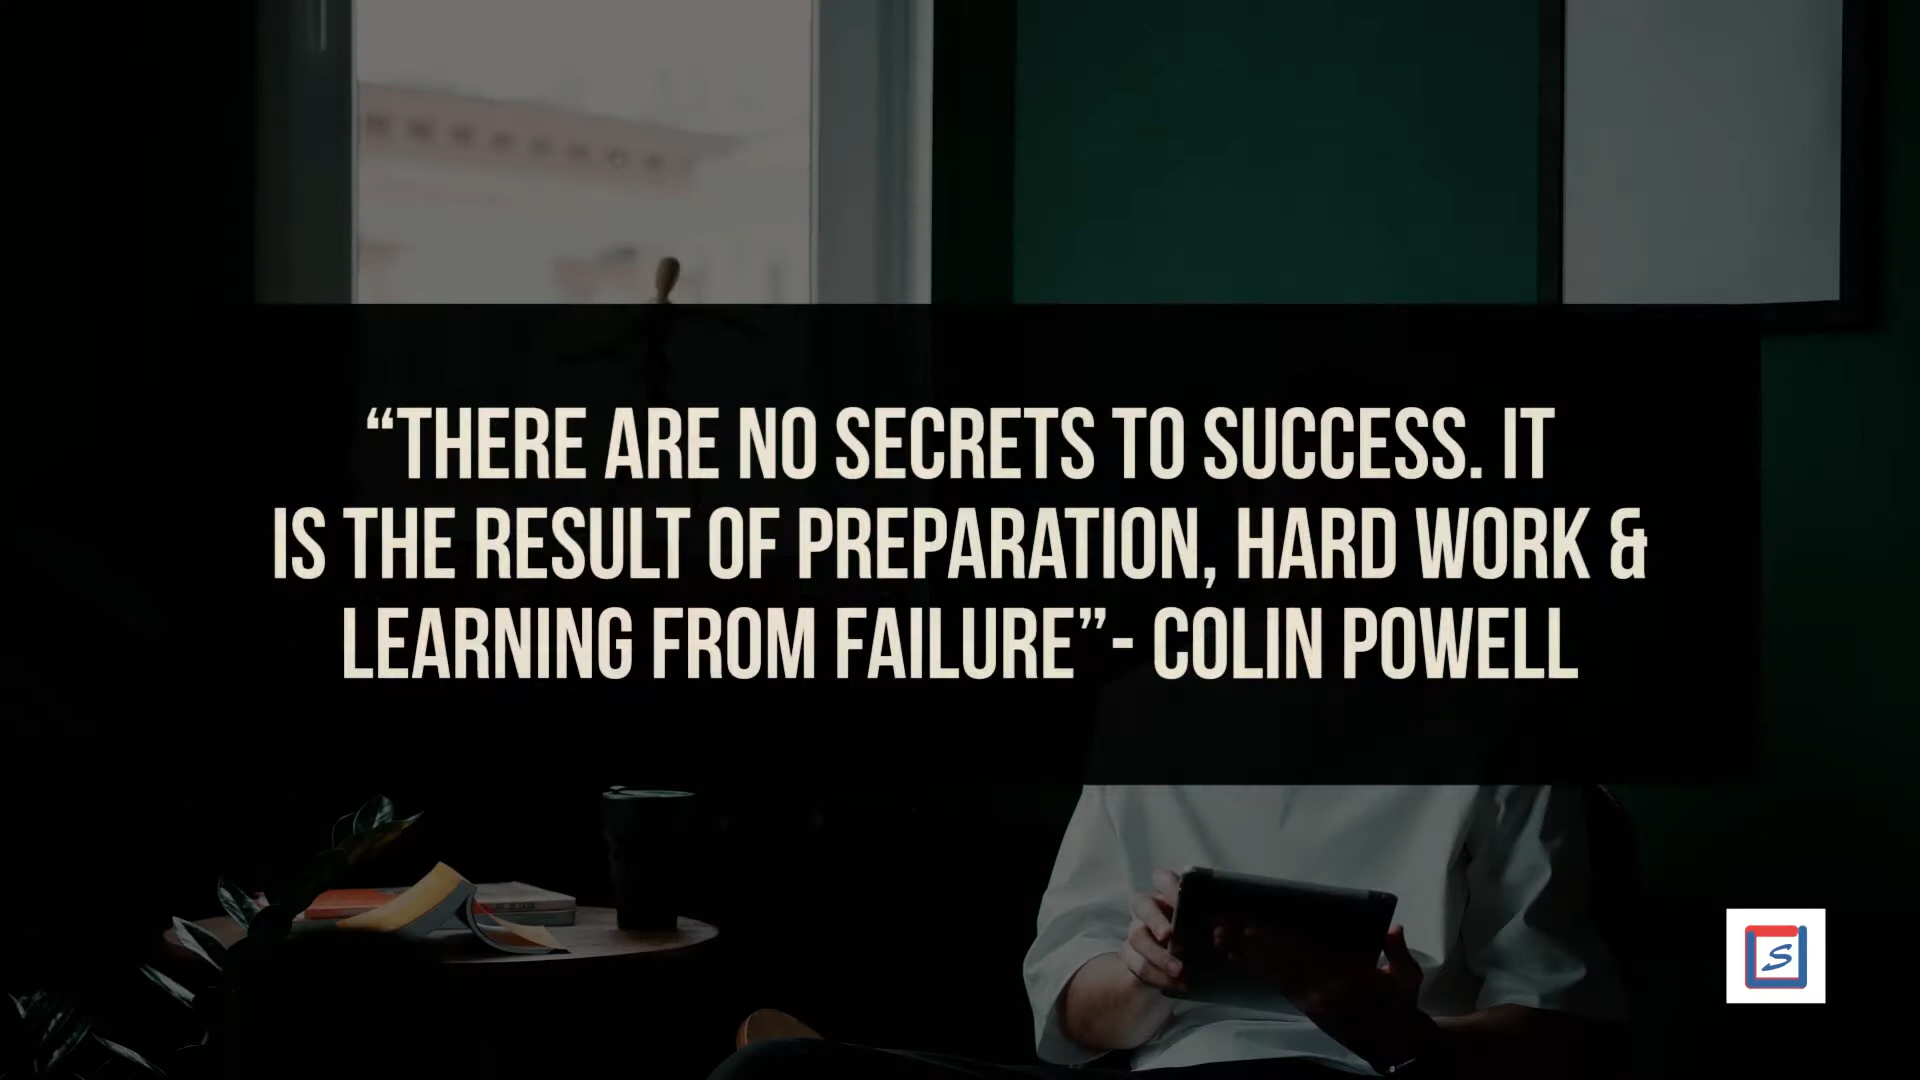 “THERE ARE NO SECRETS TO SUCCESS. IT
IS THE RESULT OF PREPARATION, HARD WORK &
LEARNING FROM FAILURE”- COLIN POWELL
S